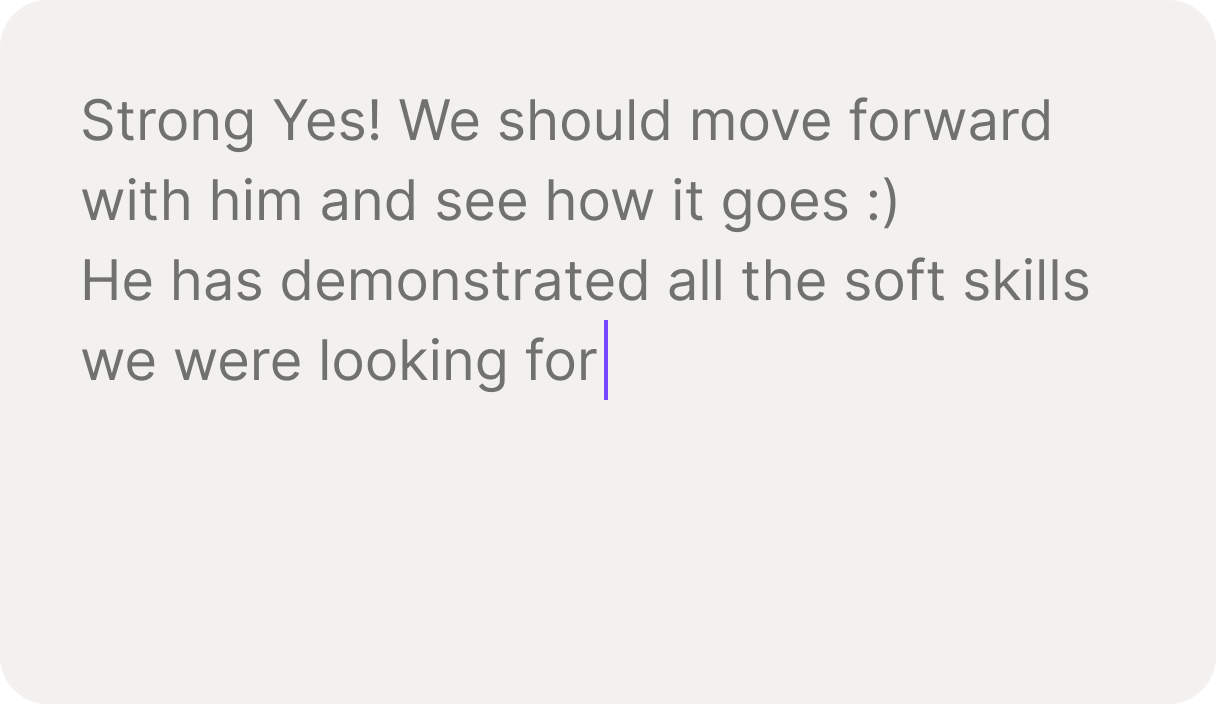 Strong Yes! We should move forward
with him and see how it goes :)
He has demonstrated all the soft skills
we were looking for